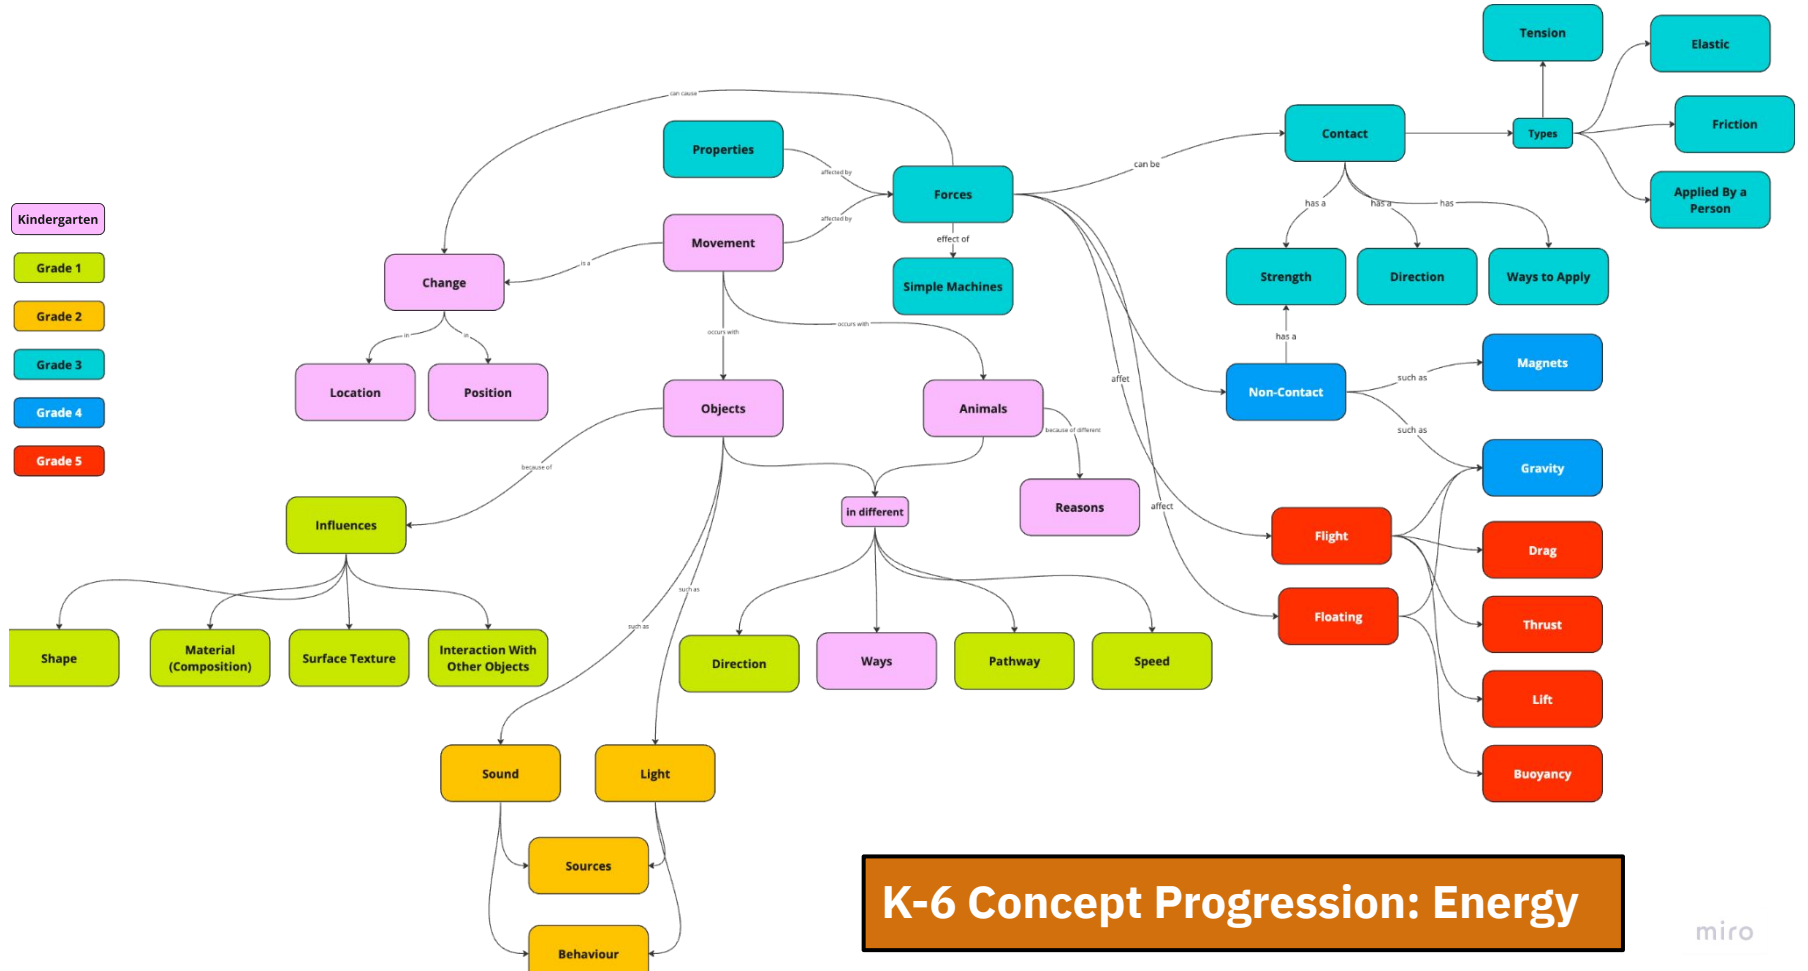 Tension
Elastic
can cause
Properties
Contact
Types
Friction
can be
affected by
Forces
Applied By a
Person
has a
has a
has
Kindergarten
affected by
Movement
effect of
is a
Grade 1
Change
Simple Machines
Strength
Direction
Ways to Apply
Grade 2
occurs with
occurs with
in
in
has a
Grade 3
Magnets
such as
affet
Location
Position
Non-Contact
Grade 4
Objects
Animals
because of different
such as
Grade 5
because of
Gravity
Reasons
affect
in different
Influences
Flight
Drag
such as
Floating
Thrust
such as
Shape
Material
(Composition)
Surface Texture
Interaction With
Other Objects
Direction
Ways
Pathway
Speed
Lift
Sound
Light
Buoyancy
Sources
K-6 Concept Progression: Energy
miro
Behaviour